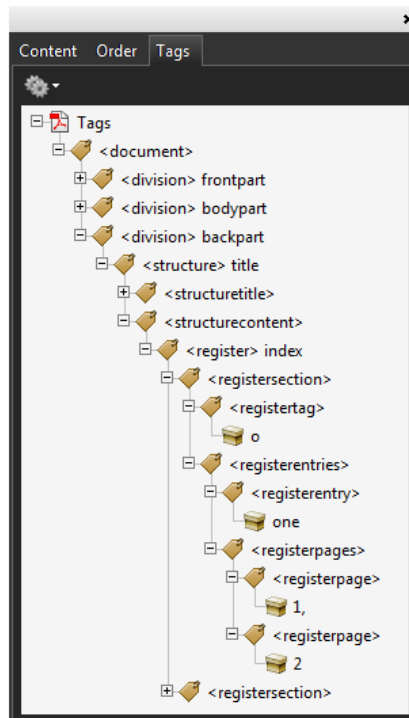 Content Order Tags
Tags
<document>
<division> frontpart
<division> bodypart
<division> backpart
<structure> title
<structuretitle>
<structurecontent>
<register> index
<registersection>
<registertag>
o
<registerentries>
<registerentry>
one
<registerpages>
<registerpage>
1,
<registerpage>
2
<registersection>